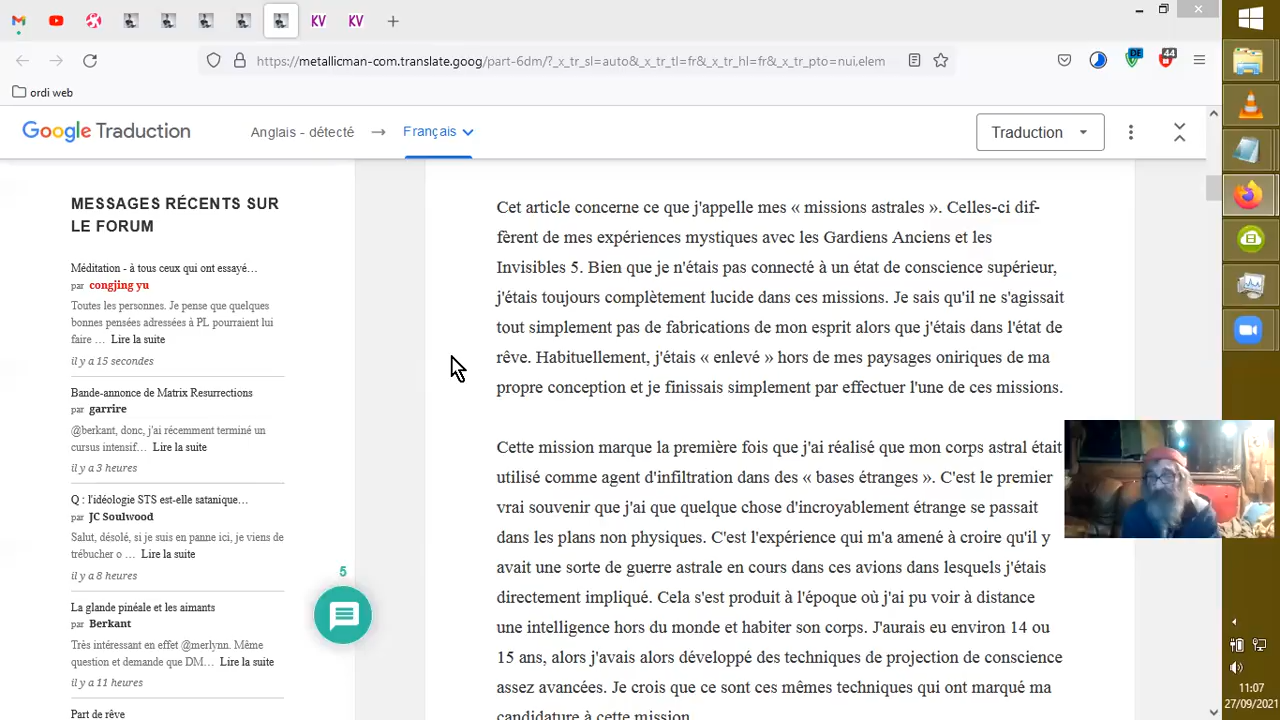 KV
KV
https://metallicman-com.translate.goog/part-6dm/?_x_tr_sl=auto&_x_tr_tl=fr&_x_tr_hl=fr&_x_tr_pto=nui,elem
DE
44
ordi web
Google Traduction
Anglais - détecté
Français
Traduction
MESSAGES RÉCENTS SUR
LE FORUM
Méditation - à tous ceux qui ont essayé…
par congjing yu
Toutes les personnes. Je pense que quelques
bonnes pensées adressées à PL pourraient lui
faire … Lire la suite
il y a 15 secondes
Bande-annonce de Matrix Resurrections
par garrire
@berkant, donc, j'ai récemment terminé un
cursus intensif… Lire la suite
il y a 3 heures
Q : l'idéologie STS est-elle satanique…
par JC Soulwood
Salut, désolé, si je suis en panne ici, je viens de
trébucher o … Lire la suite
il y a 8 heures
La glande pinéale et les aimants
par Berkant
Très intéressant en effet @merlynn. Même
question et demande que DM… Lire la suite
il y a 11 heures
Part de rêve
5
Cet article concerne ce que j'appelle mes « missions astrales ». Celles-ci dif-
fèrent de mes expériences mystiques avec les Gardiens Anciens et les
Invisibles 5. Bien que je n'étais pas connecté à un état de conscience supérieur,
j'étais toujours complètement lucide dans ces missions. Je sais qu'il ne s'agissait
tout simplement pas de fabrications de mon esprit alors que j'étais dans l'état de
rêve. Habituellement, j'étais « enlevé » hors de mes paysages oniriques de ma
propre conception et je finissais simplement par effectuer l'une de ces missions.
Cette mission marque la première fois que j'ai réalisé que mon corps astral était
utilisé comme agent d'infiltration dans des « bases étranges ». C'est le premier
vrai souvenir que j'ai que quelque chose d'incroyablement étrange se passait
dans les plans non physiques. C'est l'expérience qui m'a amené à croire qu'il y
avait une sorte de guerre astrale en cours dans ces avions dans lesquels j'étais
directement impliqué. Cela s'est produit à l'époque où j'ai pu voir à distance
une intelligence hors du monde et habiter son corps. J'aurais eu environ 14 ou
15 ans, alors j'avais alors développé des techniques de projection de conscience
assez avancées. Je crois que ce sont ces mêmes techniques qui ont marqué ma
candidature à cette mission.
11:07
27/09/2021